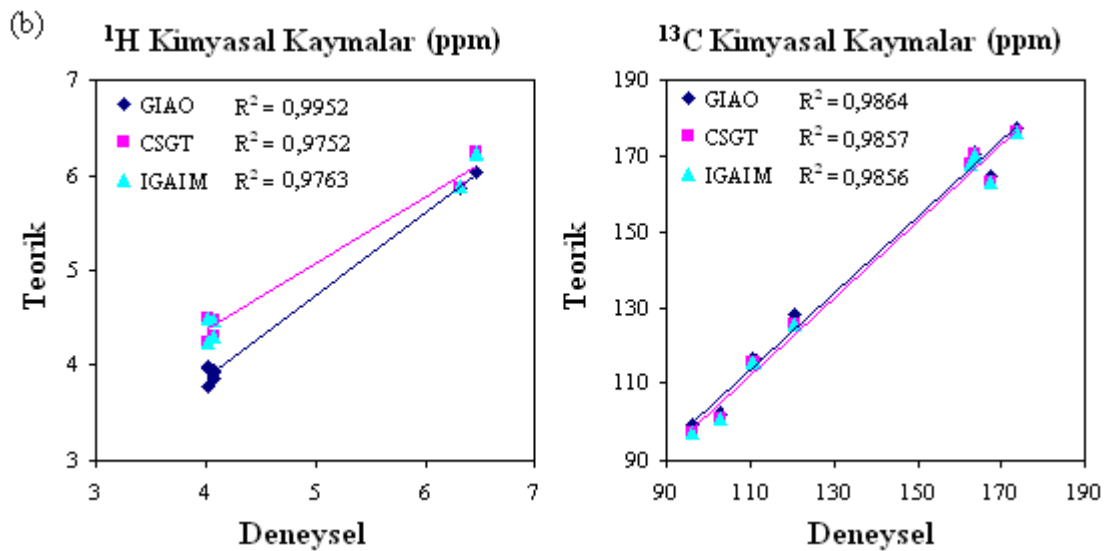 (b)
¹H Kimyasal Kaymalar (ppm)
7
6
5
4
3
GIAO R² = 0,9952
CSGT R² = 0,9752
IGAIM R² = 0,9763
Teorik
3 4 5 6 7
Deneysel
¹³C Kimyasal Kaymalar (ppm)
190
170
150
130
110
90
GIAO R² = 0,9864
CSGT R² = 0,9857
IGAIM R² = 0,9856
Teorik
90 110 130 150 170 190
Deneysel